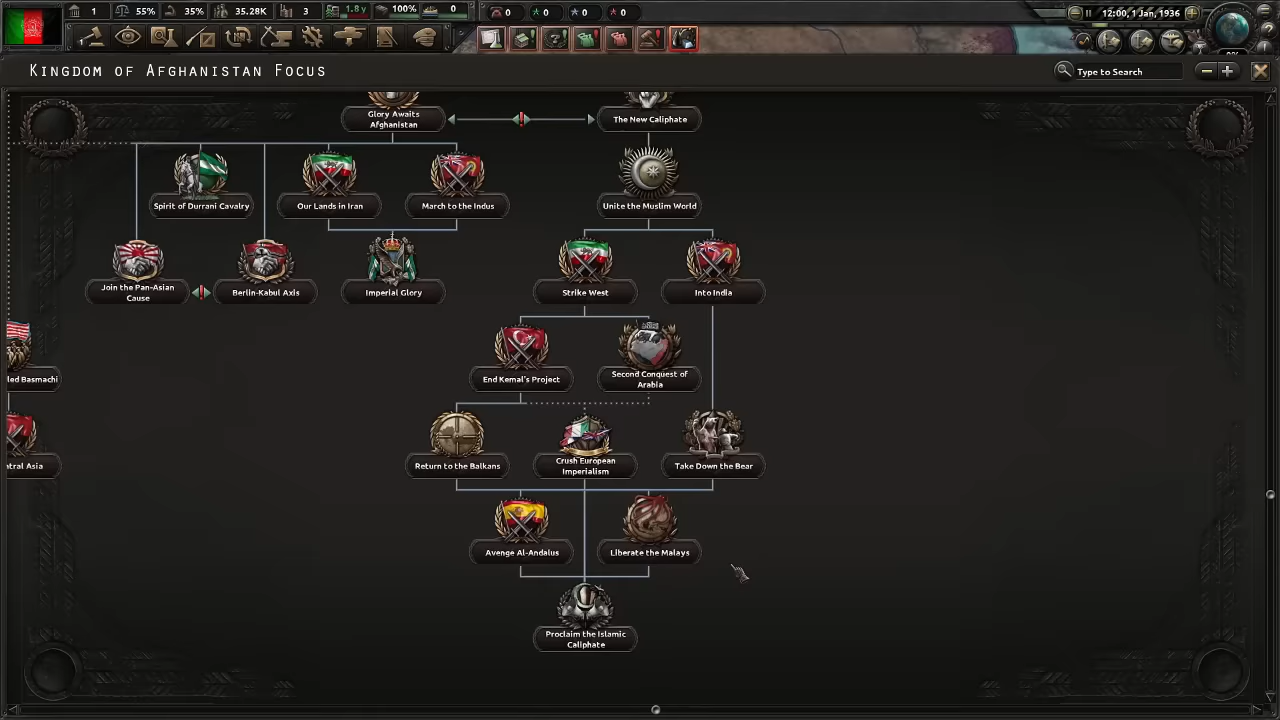 1
55%
35%
35.28K
3
1.8y
100%
0
0
0
0
0
12:00, 1 Jan, 1936
Kingdom of Afghanistan Focus
Type to Search
Glory Awaits
Afghanistan
The New Caliphate
Spirit of Durrani Cavalry
Our Lands in Iran
March to the Indus
Unite the Muslim World
Join the Pan-Asian
Cause
Berlin-Kabul Axis
Imperial Glory
Strike West
Into India
led Basmachi
End Kemal's Project
Second Conquest of
Arabia
ntral Asia
Return to the Balkans
Crush European
Imperialism
Take Down the Bear
Avenge Al-Andalus
Liberate the Malays
Proclaim the Islamic
Caliphate